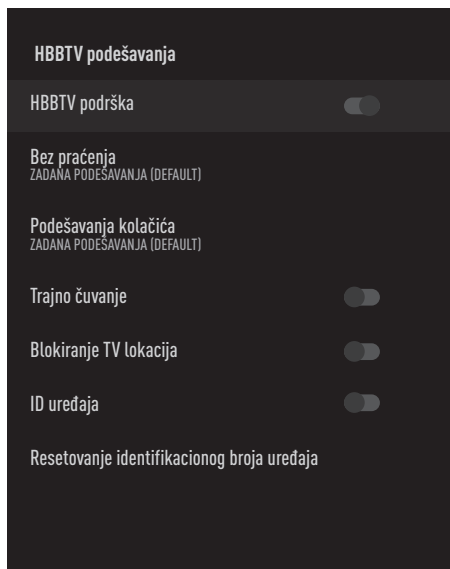 HBBTV podešavanja
HBBTV podrška
Bez praćenja
ZADANA PODEŠAVANJA (DEFAULT)
Podešavanja kolačića
ZADANA PODEŠAVANJA (DEFAULT)
Trajno čuvanje
Blokiranje TV lokacija
ID uređaja
Resetovanje identifikacionog broja uređaja